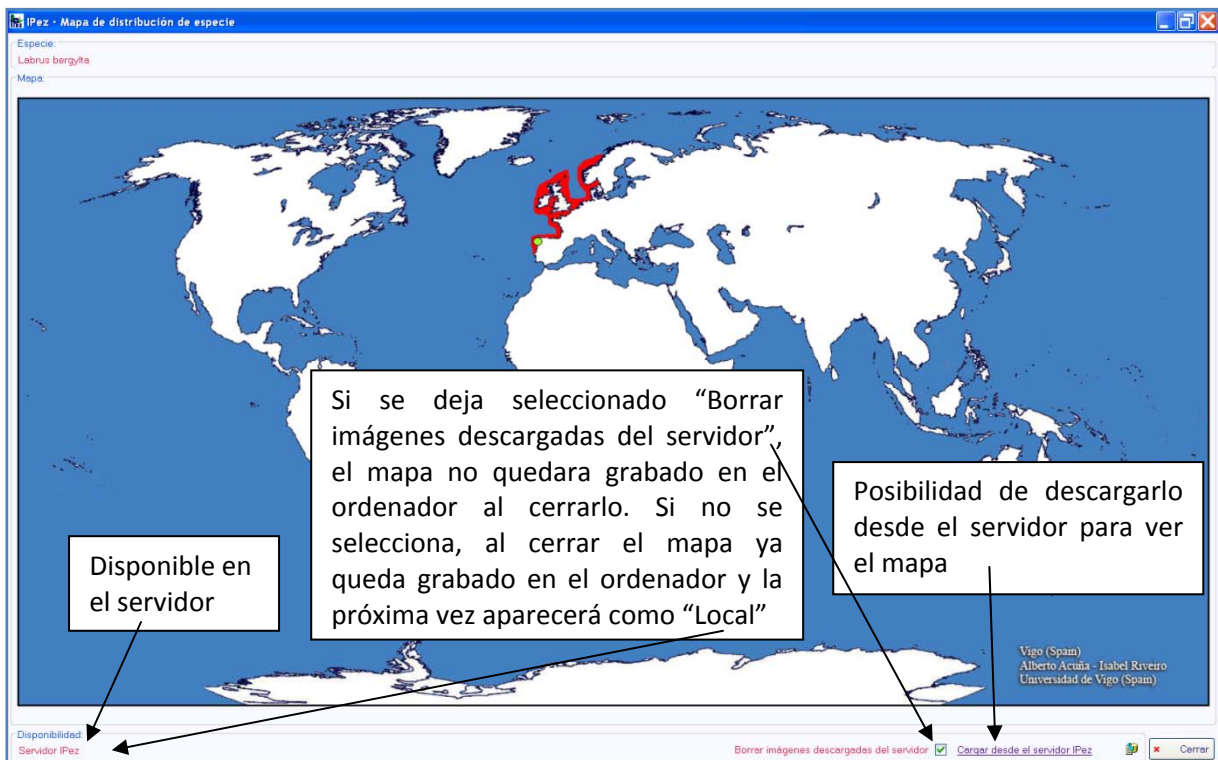 IPez - Mapa de distribución de especie
Especie:
Labrus bergylta
Mapa:
Si se deja seleccionado “Borrar
imágenes descargadas del servidor”,
el mapa no quedara grabado en el
ordenador al cerrarlo. Si no se
selecciona, al cerrar el mapa ya
queda grabado en el ordenador y la
próxima vez aparecerá como “Local”
Posibilidad de descargarlo
desde el servidor para ver
el mapa
Disponible en
el servidor
Vigo (Spain)
Alberto Acuña - Isabel Riveiro
Universidad de Vigo (Spain)
Disponibilidad:
Servidor IPez
Borrar imágenes descargadas del servidor
Cargar desde el servidor IPez
Cerrar